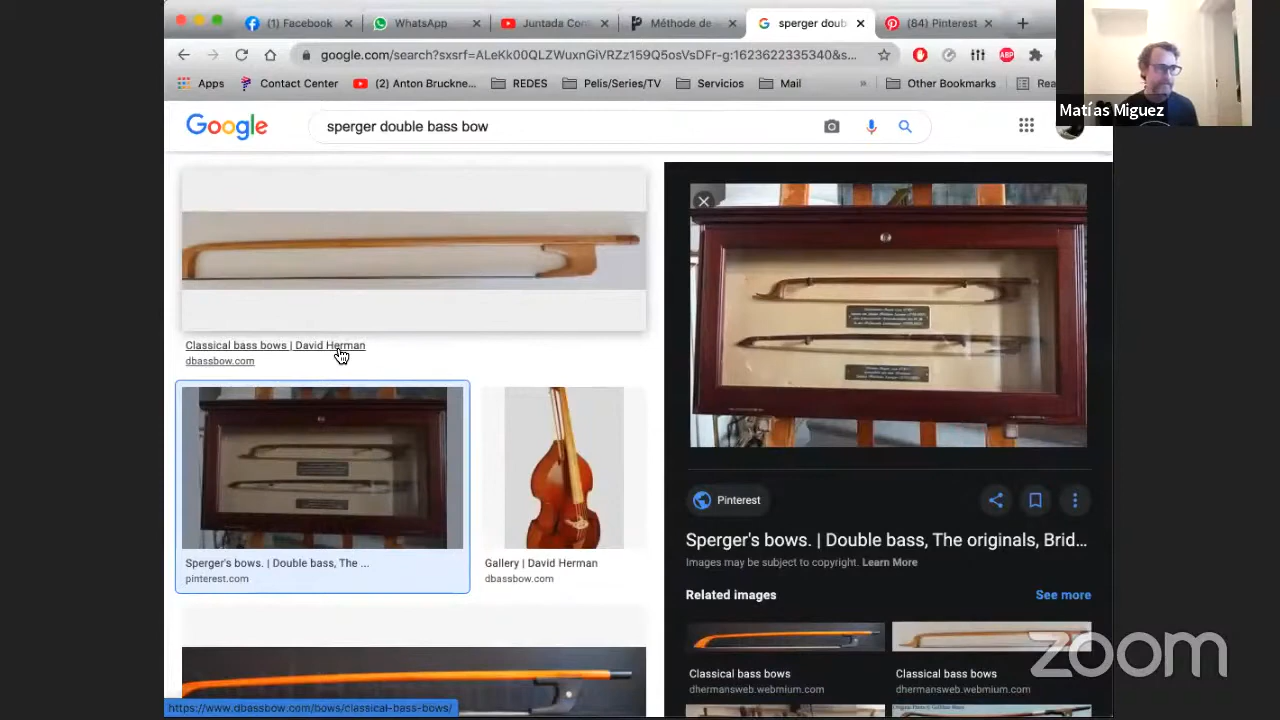 (1) Facebook
WhatsApp
Juntada Con
Méthode de
sperger doub
(84) Pinterest
google.com/search?sxsrf=ALeKk00QLZWuxnGiVRZz159Q5osVsDFr-g:1623622335340&s...
ABP
Apps
Contact Center
(2) Anton Bruckne...
REDES
Pelis/Series/TV
Servicios
Mail
»
Other Bookmarks
Rea
Matías Miguez
Google
sperger double bass bow
Classical bass bows | David Herman
dbassbow.com
Sperger's bows. | Double bass, The ...
pinterest.com
Gallery | David Herman
dbassbow.com
https://www.dbassbow.com/bows/classical-bass-bows/
Pinterest
Sperger's bows. | Double bass, The originals, Brid...
Images may be subject to copyright. Learn More
Related images
See more
Classical bass bows
dhermansweb.webmium.com
Classical bass bows
dhermansweb.webmium.com
zoom